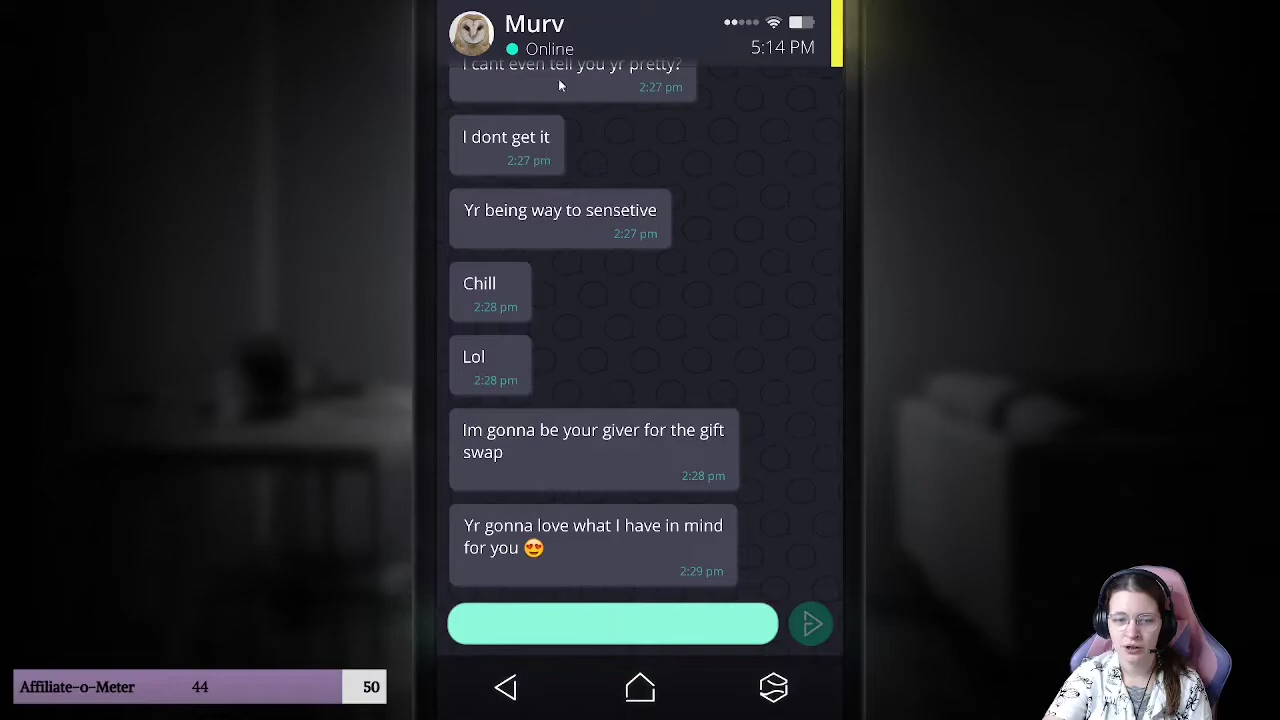 Murv
Online
5:14 PM
I cant even tell you yr pretty?
2:27 pm
I dont get it
2:27 pm
Yr being way to sensetive
2:27 pm
Chill
2:28 pm
Lol
2:28 pm
Im gonna be your giver for the gift
swap
2:28 pm
Yr gonna love what I have in mind
for you 😍
2:29 pm
Affiliate-o-Meter 44 50